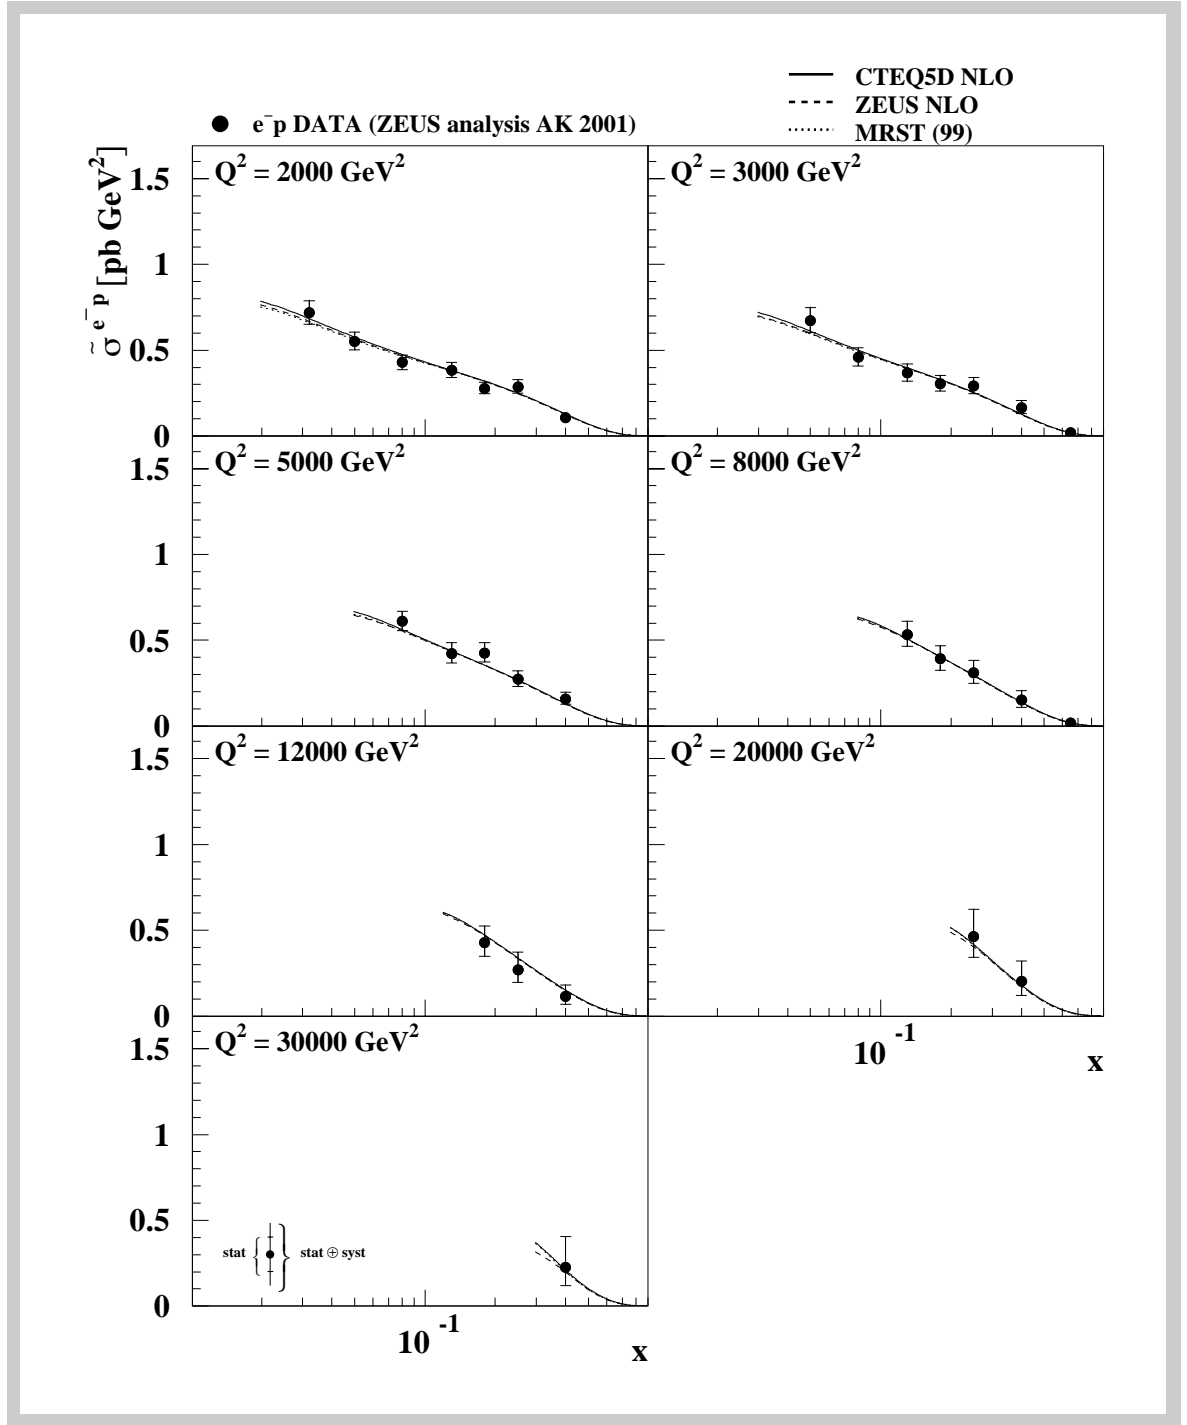 CTEQ5D NLO
ZEUS NLO
e⁻p DATA (ZEUS analysis AK 2001)
MRST (99)
σ̃ e⁻p [pb GeV²]
Q² = 2000 GeV²
Q² = 3000 GeV²
1.5
1
0.5
0
Q² = 5000 GeV²
Q² = 8000 GeV²
1.5
1
0.5
0
Q² = 12000 GeV²
Q² = 20000 GeV²
1.5
1
0.5
0
10⁻¹
x
Q² = 30000 GeV²
1.5
1
0.5
stat { } stat ⊕ syst
0
10⁻¹
x